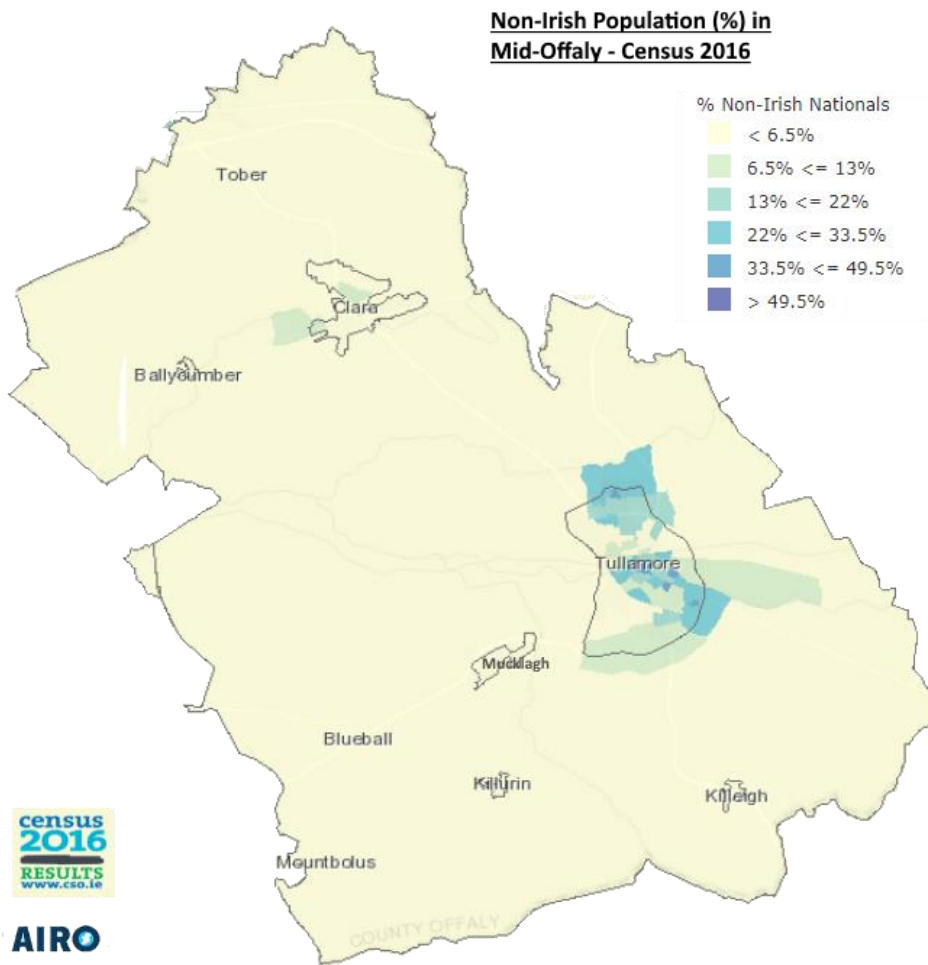 Non-Irish Population (%) in
Mid-Offaly - Census 2016
% Non-Irish Nationals
< 6.5%
6.5% <= 13%
13% <= 22%
22% <= 33.5%
33.5% <= 49.5%
> 49.5%
Tober
Clara
Ballycumber
Tullamore
Mucklagh
Blueball
Killurin
Killeigh
Mountbolus
COUNTY OFFALY
census
2016
RESULTS
www.cso.ie
AIRO